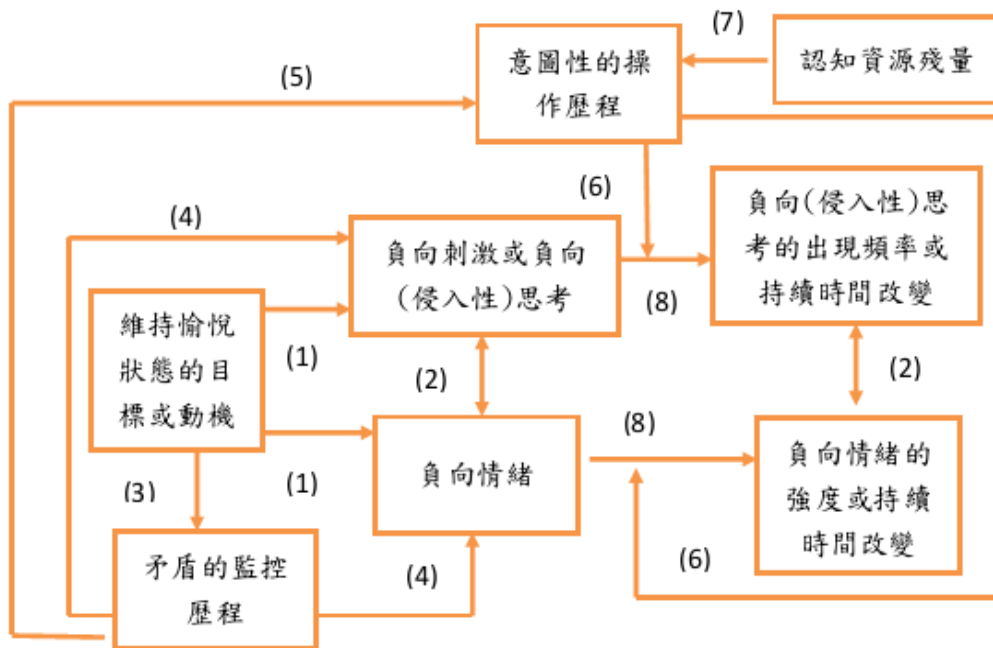 (7)
意圖性的操
作歷程
認知資源殘量
(5)
(6)
(4)
負向刺激或負向
(侵入性)思考
(8)
負向(侵入性)思
考的出現頻率或
持續時間改變
維持愉悅
狀態的目
標或動機
(1)
(2)
(2)
(1)
負向情緒
(8)
負向情緒的
強度或持續
時間改變
(3)
矛盾的監控
歷程
(4)
(6)